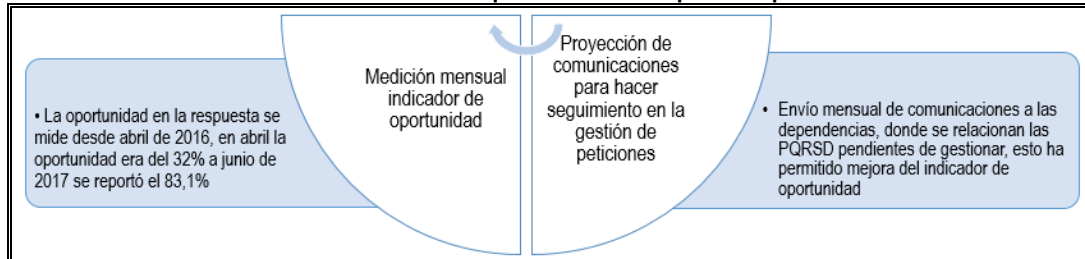 • La oportunidad en la respuesta se
mide desde abril de 2016, en abril la
oportunidad era del 32% a junio de
2017 se reportó el 83,1%
Medición mensual
indicador de
oportunidad
Proyección de
comunicaciones
para hacer
seguimiento en la
gestión de
peticiones
• Envío mensual de comunicaciones a las
dependencias, donde se relacionan las
PQRSD pendientes de gestionar, esto ha
permitido mejora del indicador de
oportunidad